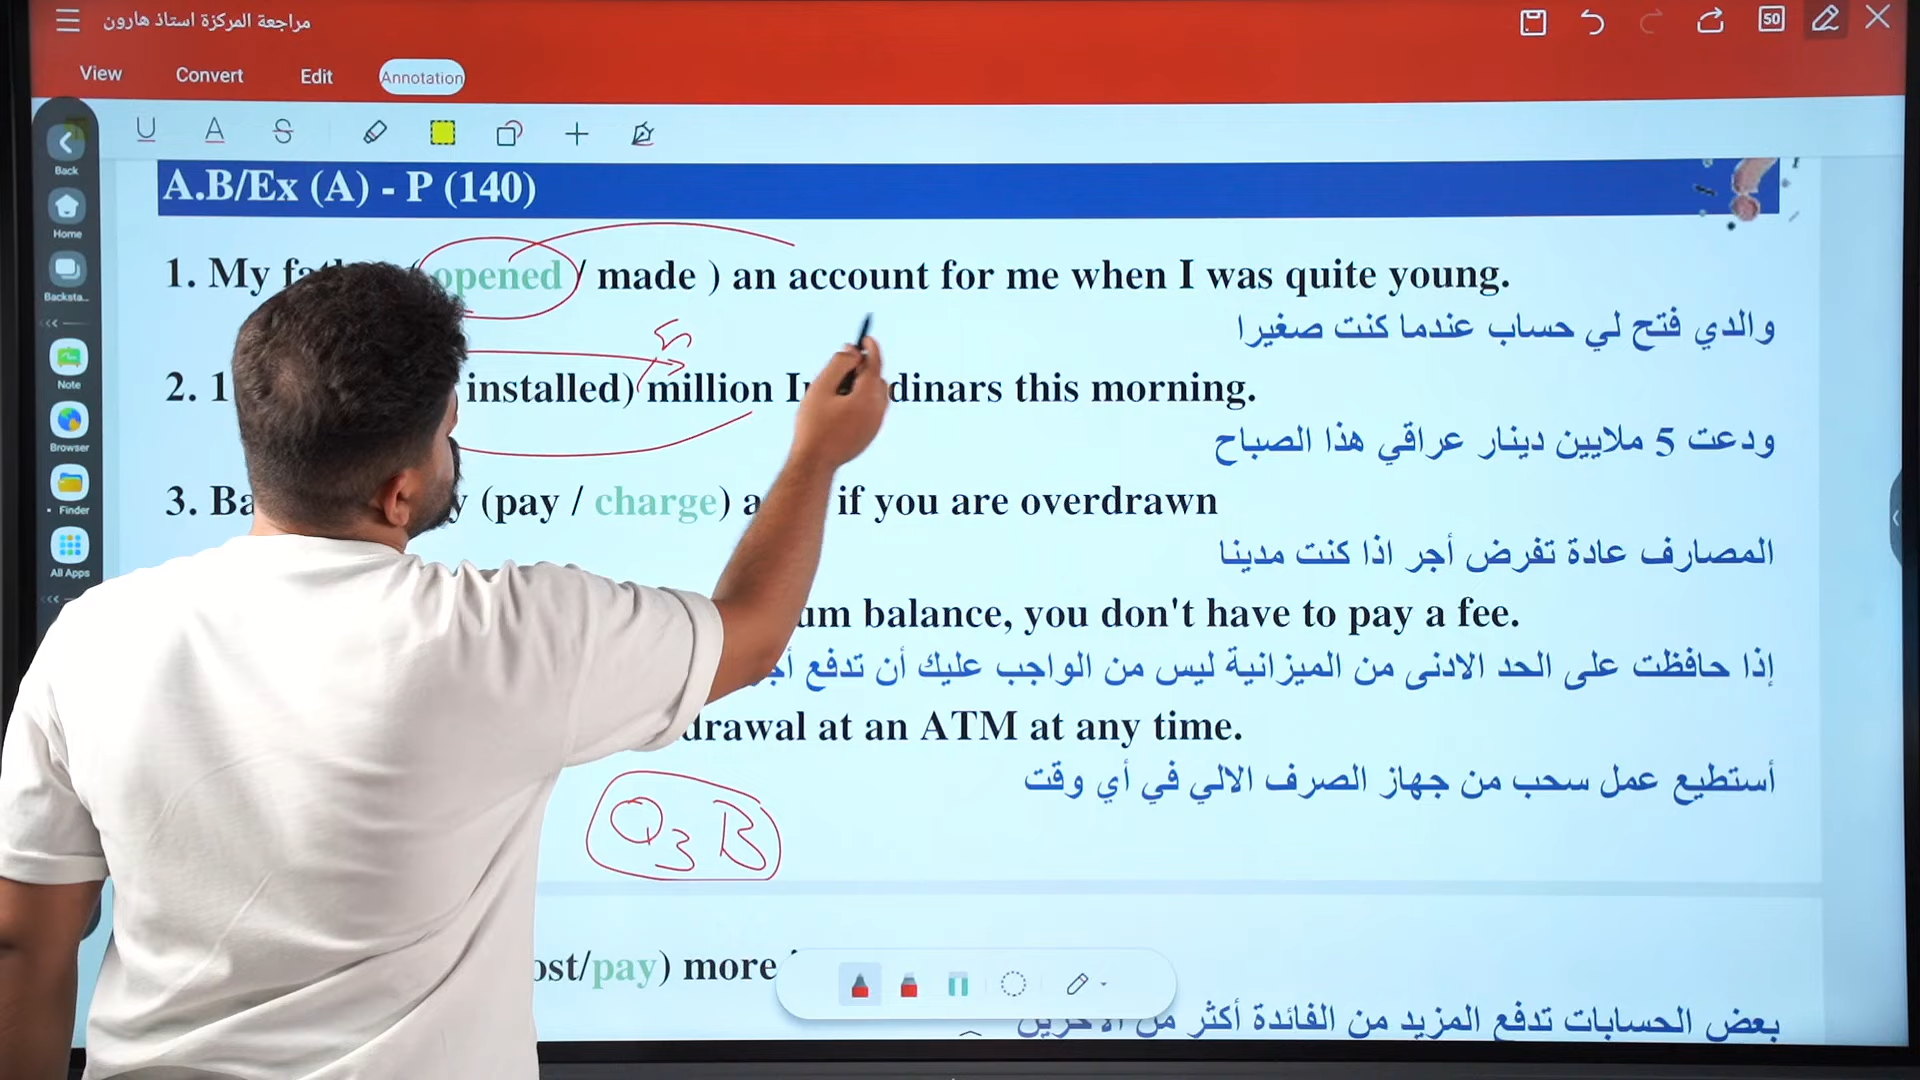 مراجعة المركزة استاذ هارون
50
View Convert Edit Annotation
Back
Home
Backsta...
Note
Browser
Finder
All Apps
A.B/Ex (A) - P (140)
1. My opened / made ) an account for me when I was quite young.
والدي فتح لي حساب عندما كنت صغيرا
5
2. 1 installed) million dinars this morning.
ودعت 5 ملايين دينار عراقي هذا الصباح
3. (pay / charge) if you are overdrawn
المصارف عادة تفرض أجر اذا كنت مدينا
balance, you don't have to pay a fee.
إذا حافظت على الحد الادنى من الميزانية ليس من الواجب عليك أن تدفع
at an ATM at any time.
أستطيع عمل سحب من جهاز الصرف الالي في أي وقت
Q3 B
pay) more
بعض الحسابات تدفع المزيد من الفائدة أكثر من الآخرين